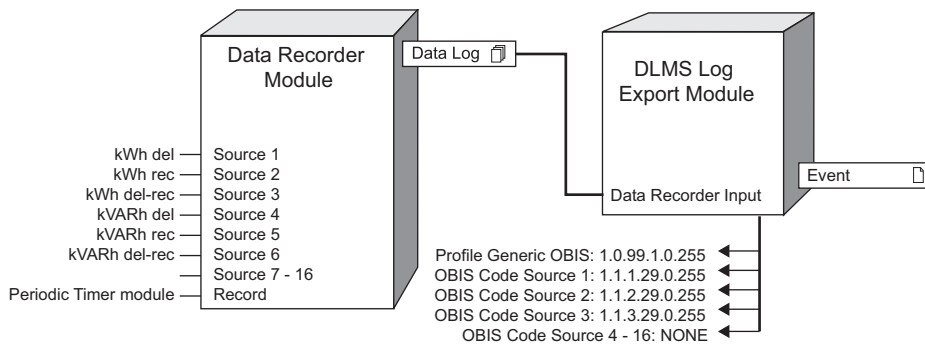 Data Recorder
Module
Data Log
DLMS Log
Export Module
kWh del Source 1
kWh rec Source 2
kWh del-rec Source 3
kVARh del Source 4
kVARh rec Source 5
kVARh del-rec Source 6
Source 7 - 16
Periodic Timer module Record
Data Recorder Input
Event
Profile Generic OBIS: 1.0.99.1.0.255
OBIS Code Source 1: 1.1.1.29.0.255
OBIS Code Source 2: 1.1.2.29.0.255
OBIS Code Source 3: 1.1.3.29.0.255
OBIS Code Source 4 - 16: NONE